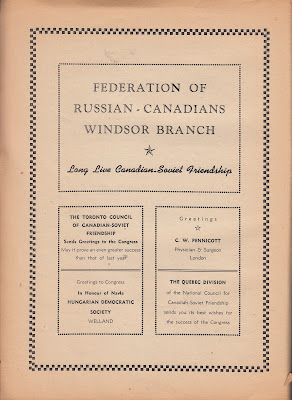 FEDERATION OF
RUSSIAN - CANADIANS
WINDSOR BRANCH
Long Live Canadian-Soviet Friendship
THE TORONTO COUNCIL
OF CANADIAN-SOVIET
FRIENDSHIP
Sends Greetings to the Congress
May it prove an even greater success
than that of last year
Greetings to Congress
In Honour of Navis
HUNGARIAN DEMOCRATIC
SOCIETY
WELLAND
Greetings
C. W. PENNICOTT
Physician & Surgeon
London
THE QUEBEC DIVISION
of the National Council for
Canadian-Soviet Friendship
sends you its best wishes for
the success of the Congress